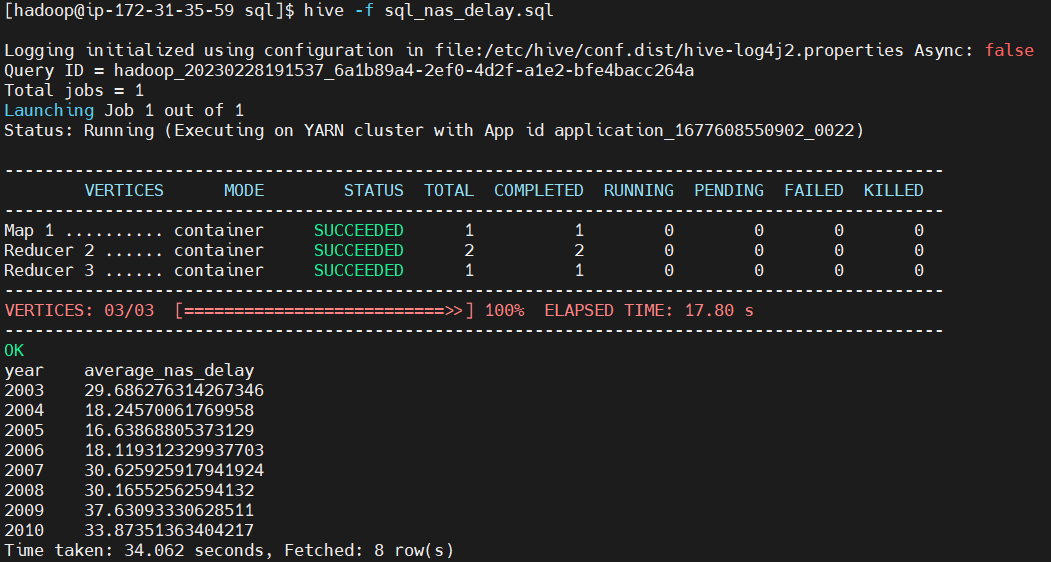 [hadoop@ip-172-31-35-59 sql]$ hive -f sql_nas_delay.sql
Logging initialized using configuration in file:/etc/hive/conf.dist/hive-log4j2.properties Async: false
Query ID = hadoop_20230228191537_6a1b89a4-2ef0-4d2f-a1e2-bfe4bacc264a
Total jobs = 1
Launching Job 1 out of 1
Status: Running (Executing on YARN cluster with App id application_1677608550902_0022)
----------------------------------------------------------------------------------------------
        VERTICES      MODE        STATUS  TOTAL  COMPLETED  RUNNING  PENDING  FAILED  KILLED
----------------------------------------------------------------------------------------------
Map 1 .......... container     SUCCEEDED      1          1        0        0       0       0
Reducer 2 ...... container     SUCCEEDED      2          2        0        0       0       0
Reducer 3 ...... container     SUCCEEDED      1          1        0        0       0       0
----------------------------------------------------------------------------------------------
VERTICES: 03/03  [==========================>>] 100%  ELAPSED TIME: 17.80 s
----------------------------------------------------------------------------------------------
OK
year    average_nas_delay
2003    29.686276314267346
2004    18.24570061769958
2005    16.63868805373129
2006    18.119312329937703
2007    30.625925917941924
2008    30.16552562594132
2009    37.63093330628511
2010    33.87351363404217
Time taken: 34.062 seconds, Fetched: 8 row(s)